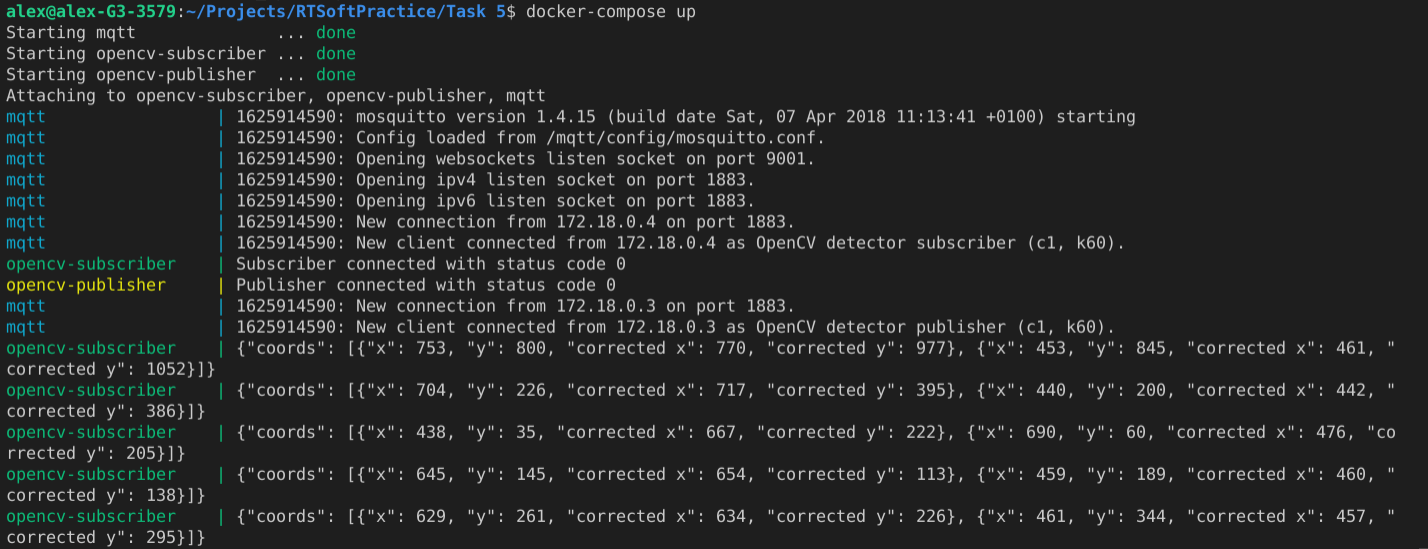 alex@alex-G3-3579:~/Projects/RTSoftPractice/Task 5$ docker-compose up
Starting mqtt              ... done
Starting opencv-subscriber ... done
Starting opencv-publisher  ... done
Attaching to opencv-subscriber, opencv-publisher, mqtt
mqtt                 | 1625914590: mosquitto version 1.4.15 (build date Sat, 07 Apr 2018 11:13:41 +0100) starting
mqtt                 | 1625914590: Config loaded from /mqtt/config/mosquitto.conf.
mqtt                 | 1625914590: Opening websockets listen socket on port 9001.
mqtt                 | 1625914590: Opening ipv4 listen socket on port 1883.
mqtt                 | 1625914590: Opening ipv6 listen socket on port 1883.
mqtt                 | 1625914590: New connection from 172.18.0.4 on port 1883.
mqtt                 | 1625914590: New client connected from 172.18.0.4 as OpenCV detector subscriber (c1, k60).
opencv-subscriber    | Subscriber connected with status code 0
opencv-publisher     | Publisher connected with status code 0
mqtt                 | 1625914590: New connection from 172.18.0.3 on port 1883.
mqtt                 | 1625914590: New client connected from 172.18.0.3 as OpenCV detector publisher (c1, k60).
opencv-subscriber    | {"coords": [{"x": 753, "y": 800, "corrected x": 770, "corrected y": 977}, {"x": 453, "y": 845, "corrected x": 461, "
corrected y": 1052}]}
opencv-subscriber    | {"coords": [{"x": 704, "y": 226, "corrected x": 717, "corrected y": 395}, {"x": 440, "y": 200, "corrected x": 442, "
corrected y": 386}]}
opencv-subscriber    | {"coords": [{"x": 438, "y": 35, "corrected x": 667, "corrected y": 222}, {"x": 690, "y": 60, "corrected x": 476, "co
rrected y": 205}]}
opencv-subscriber    | {"coords": [{"x": 645, "y": 145, "corrected x": 654, "corrected y": 113}, {"x": 459, "y": 189, "corrected x": 460, "
corrected y": 138}]}
opencv-subscriber    | {"coords": [{"x": 629, "y": 261, "corrected x": 634, "corrected y": 226}, {"x": 461, "y": 344, "corrected x": 457, "
corrected y": 295}]}